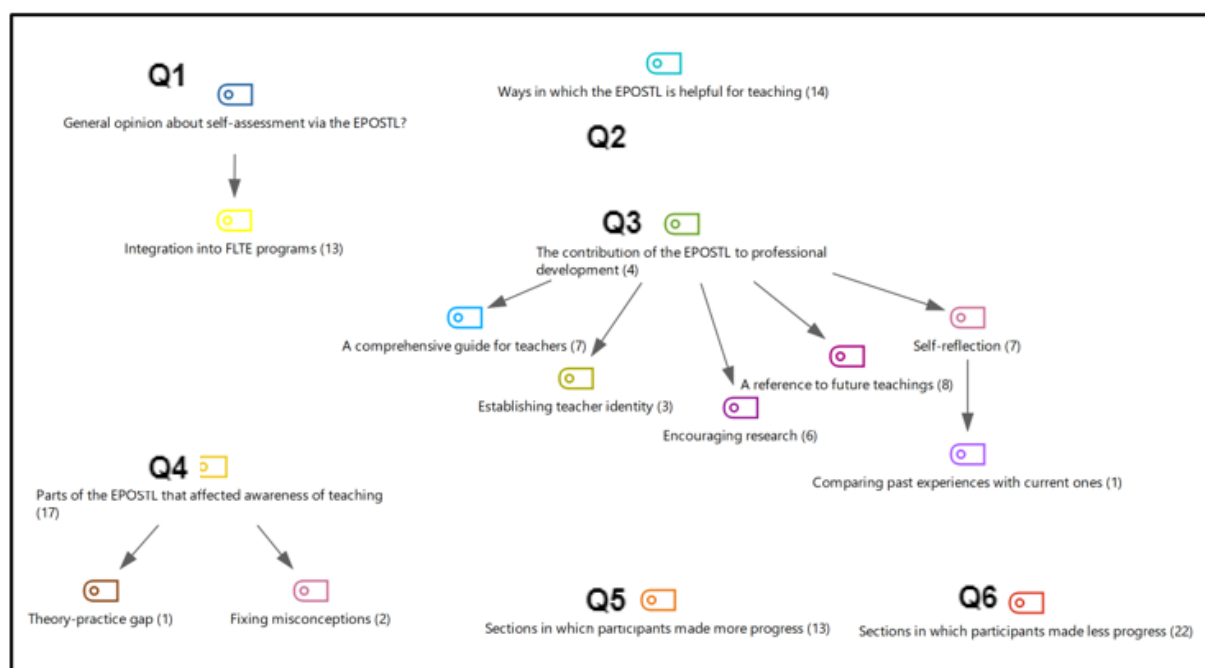 Q1
General opinion about self-assessment via the EPOSTL?
Integration into FLTE programs (13)
Ways in which the EPOSTL is helpful for teaching (14)
Q2
Q3
The contribution of the EPOSTL to professional
development (4)
A comprehensive guide for teachers (7)
Establishing teacher identity (3)
Encouraging research (6)
A reference to future teachings (8)
Self-reflection (7)
Comparing past experiences with current ones (1)
Q4
Parts of the EPOSTL that affected awareness of teaching
(17)
Theory-practice gap (1)
Fixing misconceptions (2)
Q5
Sections in which participants made more progress (13)
Q6
Sections in which participants made less progress (22)